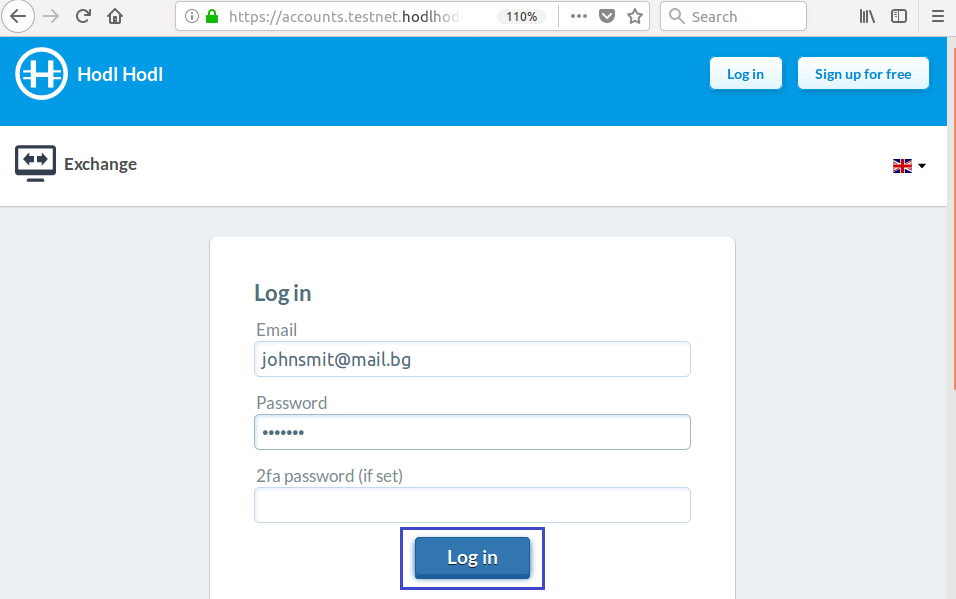 https://accounts.testnet.hodlhod
110%
Search
Hodl Hodl
Log in
Sign up for free
Exchange
Log in
Email
johnsmit@mail.bg
Password
•••••••
2fa password (if set)
Log in